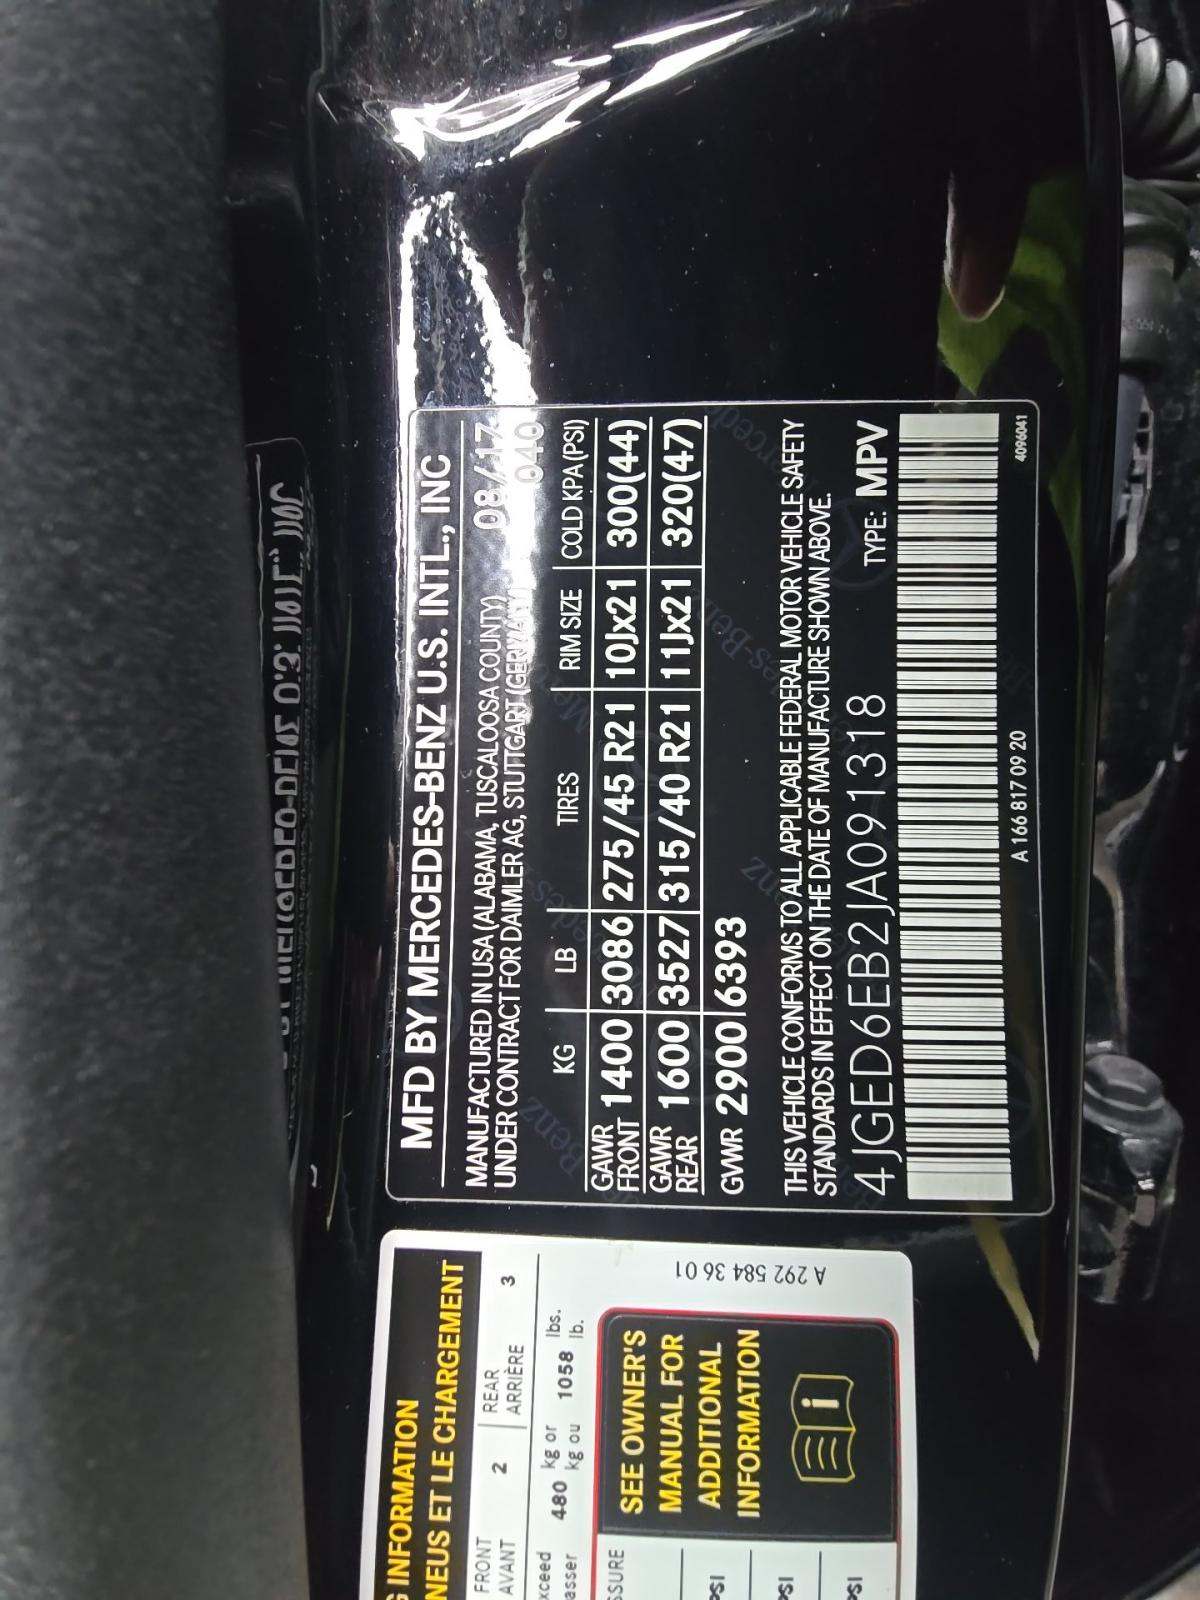 MFD BY MERCEDES-BENZ U.S. INTL., INC
MANUFACTURED IN USA (ALABAMA, TUSCALOOSA COUNTY) 08/17
UNDER CONTRACT FOR DAIMLER AG, STUTTGART (GERMANY) 040
KG LB TIRES RIM SIZE COLD KPA (PSI)
GAWR FRONT 1400 3086 275/45 R21 10Jx21 300(44)
GAWR REAR 1600 3527 315/40 R21 11Jx21 320(47)
GVWR 2900 6393
THIS VEHICLE CONFORMS TO ALL APPLICABLE FEDERAL MOTOR VEHICLE SAFETY
STANDARDS IN EFFECT ON THE DATE OF MANUFACTURE SHOWN ABOVE.
4JGED6EB2JA091318 TYPE: MPV
A 166 817 09 20 4096041
INFORMATION
ET LE CHARGEMENT
FRONT 2 REAR 3
AVANT ARRIÈRE
480 kg or 1058 lbs.
kg ou lb.
SEE OWNER'S
MANUAL FOR
ADDITIONAL
INFORMATION
i
PSI
PSI
PSI
A 292 584 36 01